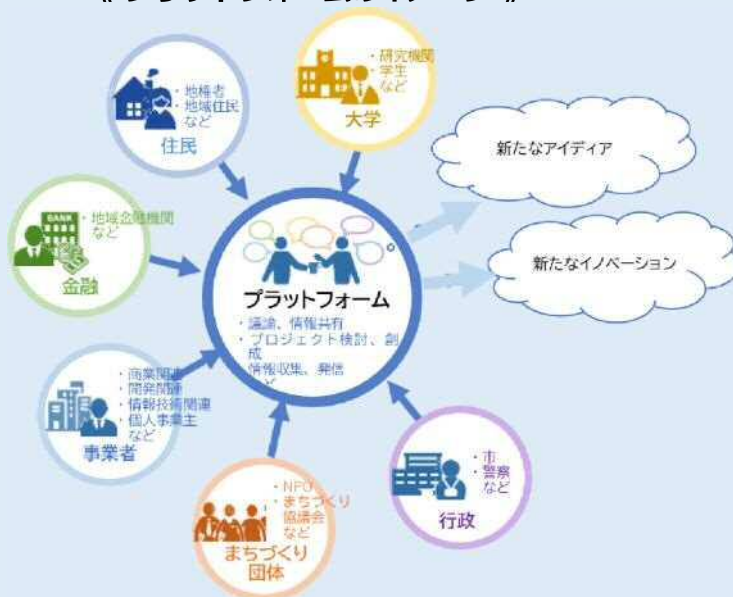 ・研究機関
・学生
など
大学
・地権者
・地域住民
など
住民
新たなアイディア
新たなイノベーション
BANK
・地域金融機関
など
金融
プラットフォーム
・議論、情報共有
・プロジェクト検討、創
成
・情報収集、発信
など
・商業関連
・開発関連
・情報技術関連
・個人事業主
など
事業者
・市
・警察
など
行政
・NPO
・まちづくり
協議会
など
まちづくり
団体